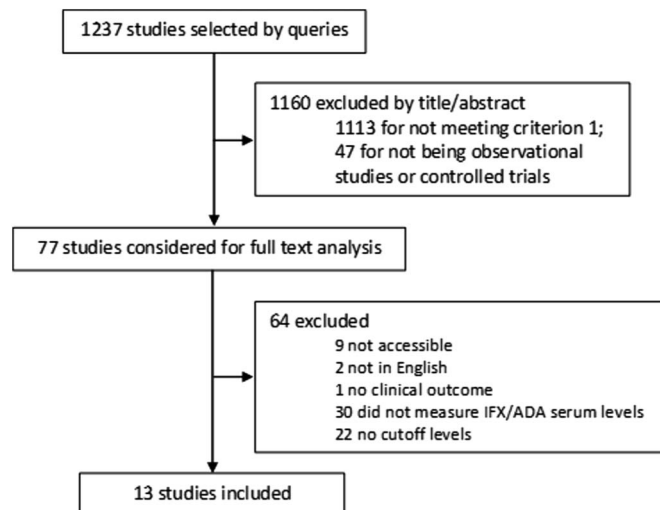 1237 studies selected by queries
1160 excluded by title/abstract
1113 for not meeting criterion 1;
47 for not being observational
studies or controlled trials
77 studies considered for full text analysis
64 excluded
9 not accessible
2 not in English
1 no clinical outcome
30 did not measure IFX/ADA serum levels
22 no cutoff levels
13 studies included